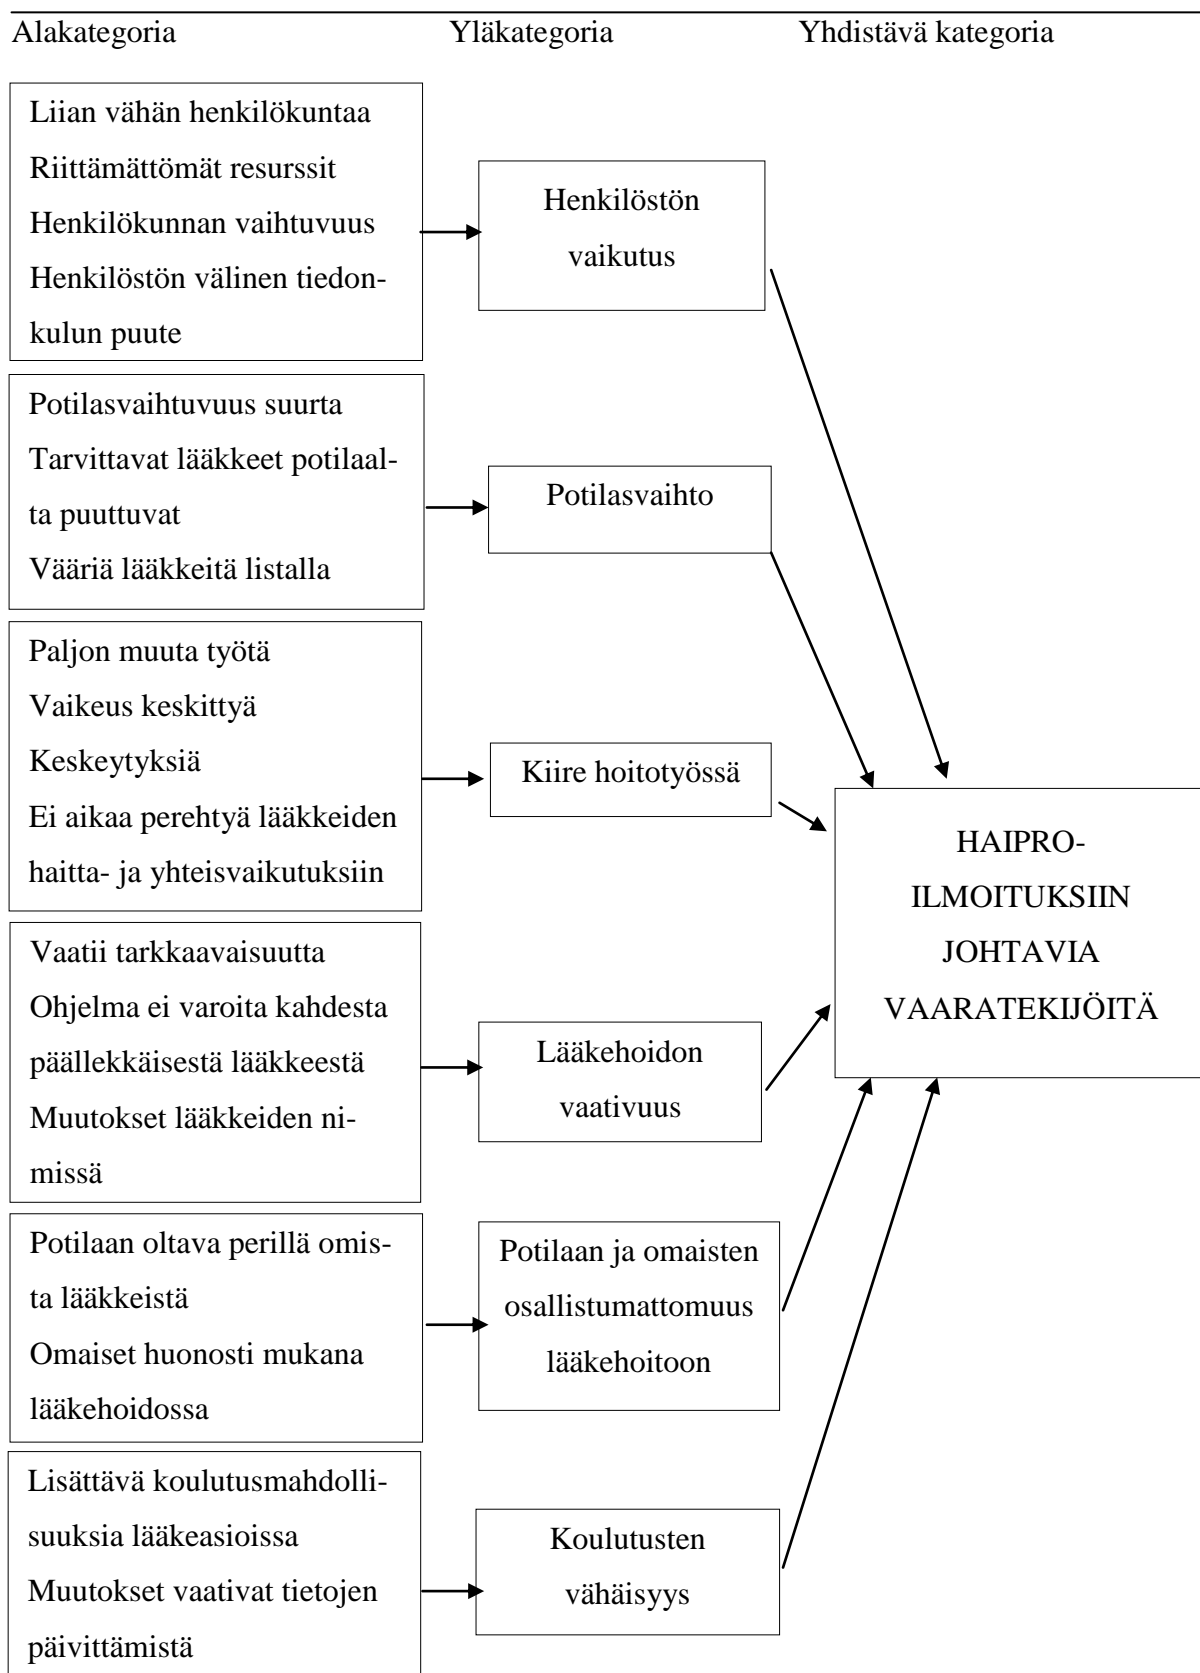 Alakategoria Yläkategoria Yhdistävä kategoria
Liian vähän henkilökuntaa
Riittämättömät resurssit
Henkilökunnan vaihtuvuus
Henkilöstön välinen tiedon-
kulun puute
Henkilöstön
vaikutus
Potilasvaihtuvuus suurta
Tarvittavat lääkkeet potilaal-
ta puuttuvat
Vääriä lääkkeitä listalla
Potilasvaihto
Paljon muuta työtä
Vaikeus keskittyä
Keskeytyksiä
Ei aikaa perehtyä lääkkeiden
haitta- ja yhteisvaikutuksiin
Kiire hoitotyössä
Vaatii tarkkaavaisuutta
Ohjelma ei varoita kahdesta
päällekkäisestä lääkkeestä
Muutokset lääkkeiden ni-
missä
Lääkehoidon
vaativuus
Potilaan oltava perillä omis-
ta lääkkeistä
Omaiset huonosti mukana
lääkehoidossa
Potilaan ja omaisten
osallistumattomuus
lääkehoitoon
Lisättävä koulutusmahdolli-
suuksia lääkeasioissa
Muutokset vaativat tietojen
päivittämistä
Koulutusten
vähäisyys
HAIPRO-
ILMOITUKSIIN
JOHTAVIA
VAARATEKIJÖITÄ